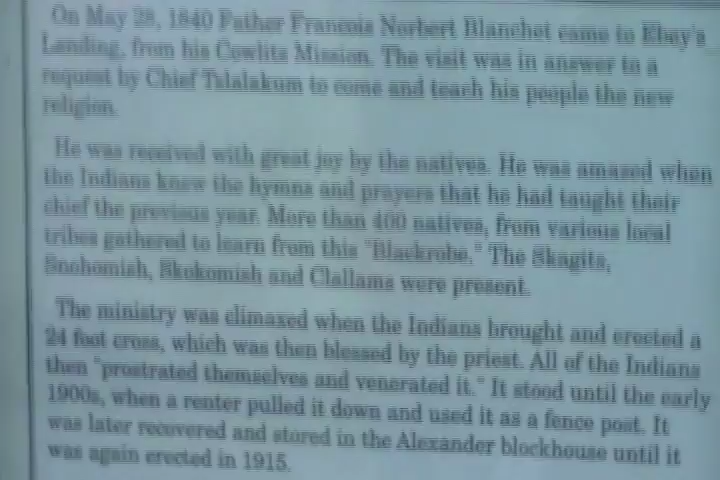 On May 28, 1840 Father Francois Norbert Blanchet came to Ebey's
Landing, from his Cowlitz Mission. The visit was in answer to a
request by Chief Tslalakum to come and teach his people the new
religion.
He was received with great joy by the natives. He was amazed when
the Indians knew the hymns and prayers that he had taught their
chief the previous year. More than 400 natives, from various local
tribes gathered to learn from this "Blackrobe." The Skagits,
Snohomish, Skokomish and Clallams were present.
The ministry was climaxed when the Indians brought and erected a
24 foot cross, which was then blessed by the priest. All of the Indians
then "prostrated themselves and venerated it." It stood until the early
1900s, when a renter pulled it down and used it as a fence post. It
was later recovered and stored in the Alexander blockhouse until it
was again erected in 1915.